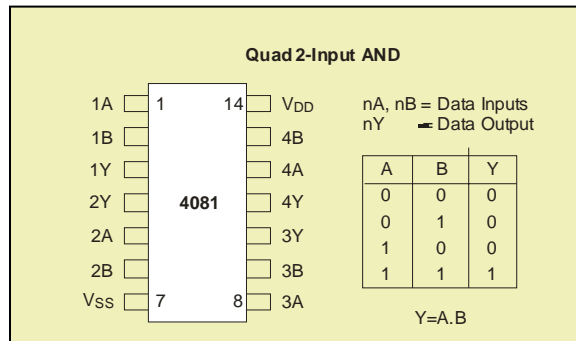 Quad 2-Input AND
1A 1 14 VDD
1B 4B
1Y 4A
2Y 4081 4Y
2A 3Y
2B 3B
VSS 7 8 3A
nA, nB = Data Inputs
nY = Data Output
A B Y
0 0 0
0 1 0
1 0 0
1 1 1
Y=A.B